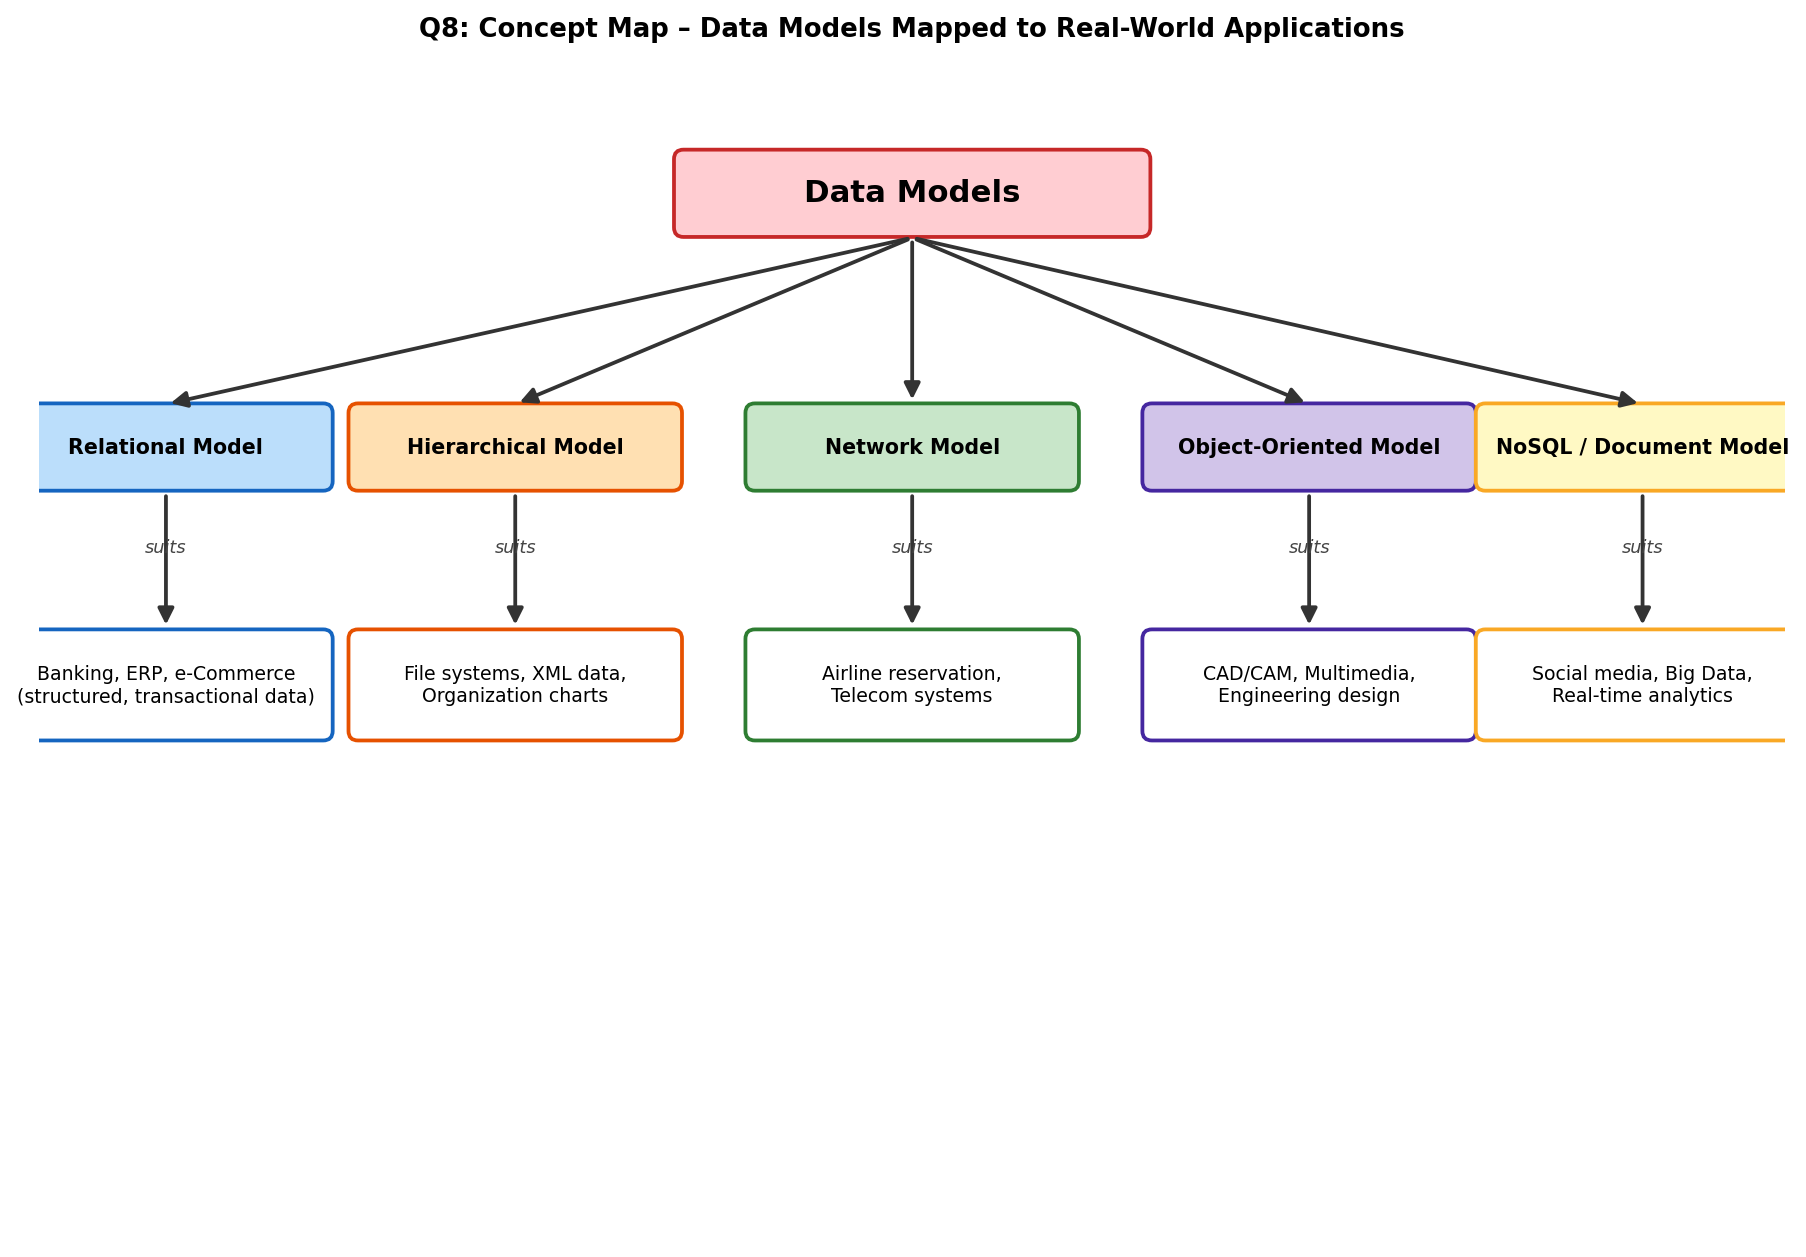 Q8: Concept Map – Data Models Mapped to Real-World Applications
Data Models
Relational Model
Hierarchical Model
Network Model
Object-Oriented Model
NoSQL / Document Model
suits
suits
suits
suits
suits
Banking, ERP, e-Commerce
(structured, transactional data)
File systems, XML data,
Organization charts
Airline reservation,
Telecom systems
CAD/CAM, Multimedia,
Engineering design
Social media, Big Data,
Real-time analytics